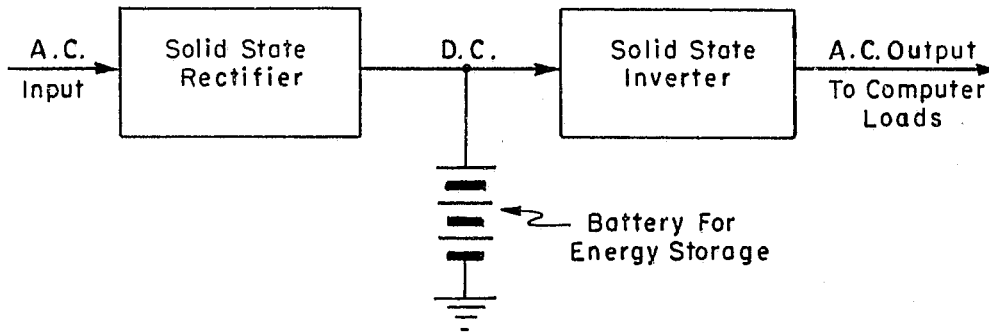 A.C.
Input
Solid State
Rectifier
D.C.
Solid State
Inverter
A.C. Output
To Computer
Loads
Battery For
Energy Storage